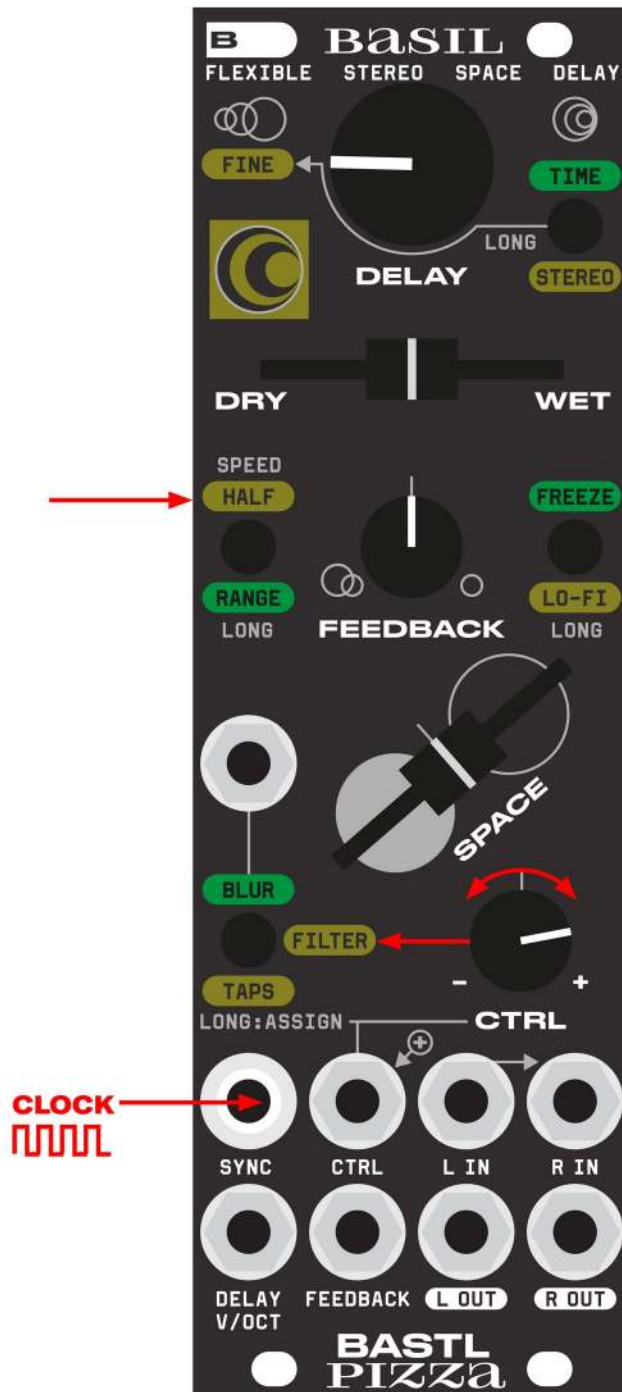 B BASIL
FLEXIBLE STEREO SPACE DELAY
FINE
TIME
LONG
DELAY
STEREO
DRY WET
SPEED
HALF
FREEZE
RANGE
LONG
FEEDBACK
LO-FI
LONG
SPACE
BLUR
FILTER
TAPS
- +
LONG:ASSIGN
CTRL
CLOCK
SYNC CTRL L IN R IN
DELAY V/OCT
FEEDBACK L OUT R OUT
BASTL
PIZZA